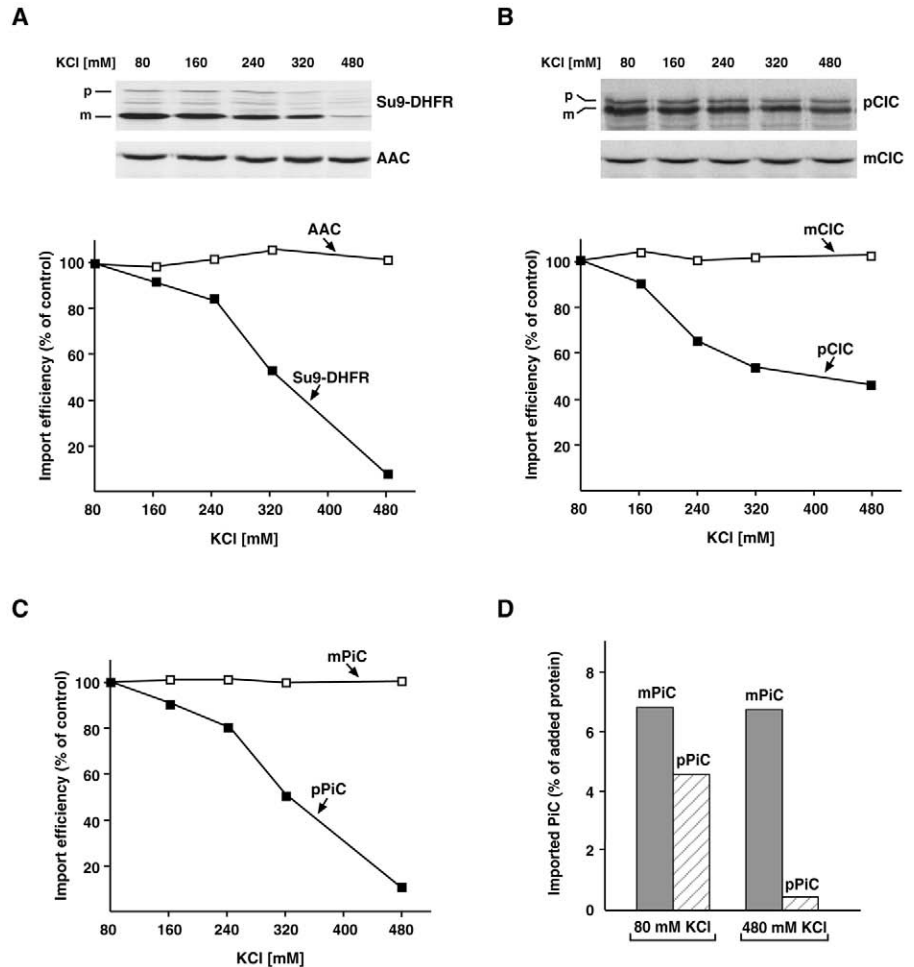 A
KCl [mM] 80 160 240 320 480
p
m
Su9-DHFR
AAC
AAC
Su9-DHFR
Import efficiency (% of control)
100
80
60
40
20
80 160 240 320 400 480
KCl [mM]
B
KCl [mM] 80 160 240 320 480
p
m
pCIC
mCIC
mCIC
pCIC
Import efficiency (% of control)
100
80
60
40
20
80 160 240 320 400 480
KCl [mM]
C
mPiC
pPiC
Import efficiency (% of control)
100
80
60
40
20
80 160 240 320 400 480
KCl [mM]
D
Imported PiC (% of added protein)
8
6
4
2
0
mPiC
pPiC
mPiC
pPiC
80 mM KCl 480 mM KCl